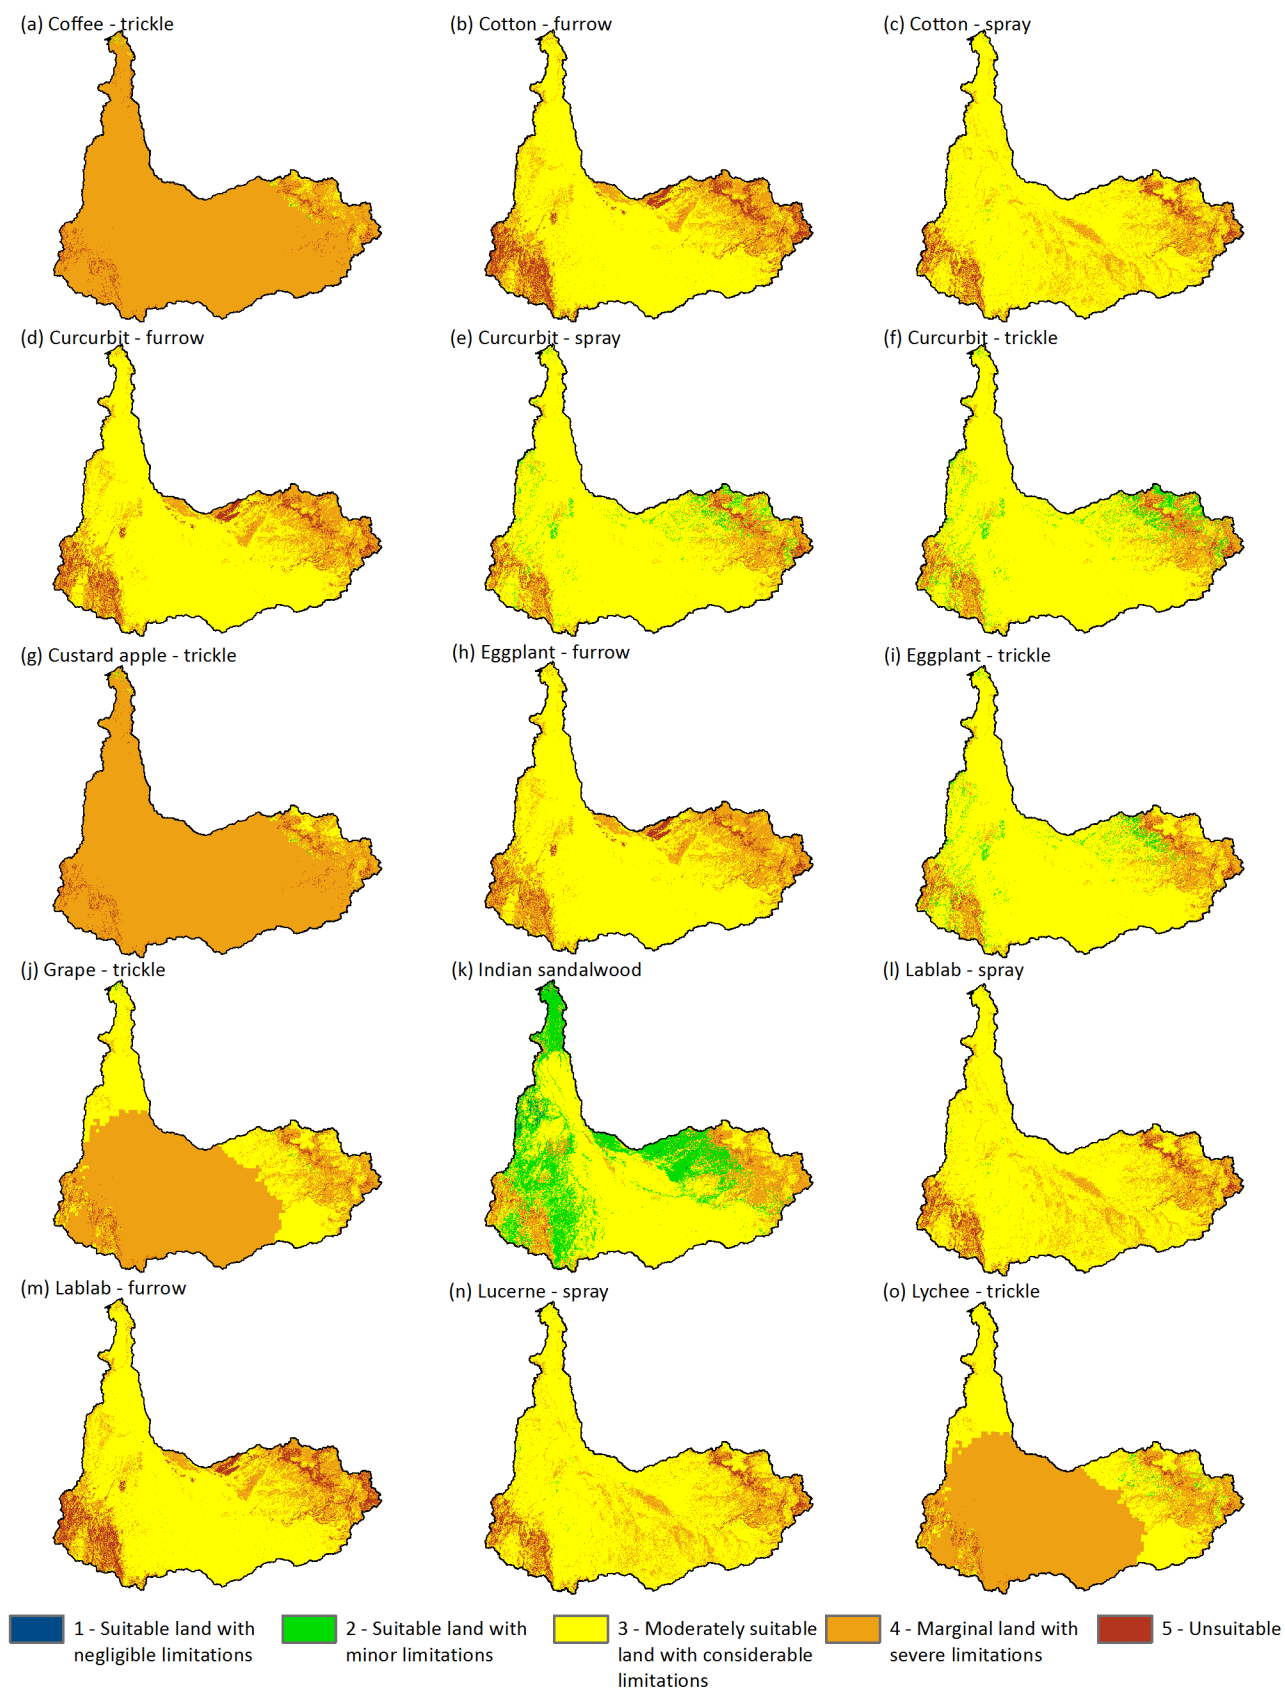 (a) Coffee - trickle
(b) Cotton - furrow
(c) Cotton - spray
(d) Curcurbit - furrow
(e) Curcurbit - spray
(f) Curcurbit - trickle
(g) Custard apple - trickle
(h) Eggplant - furrow
(i) Eggplant - trickle
(j) Grape - trickle
(k) Indian sandalwood
(l) Lablab - spray
(m) Lablab - furrow
(n) Lucerne - spray
(o) Lychee - trickle
1 - Suitable land with
negligible limitations
2 - Suitable land with
minor limitations
3 - Moderately suitable
land with considerable
limitations
4 - Marginal land with
severe limitations
5 - Unsuitable